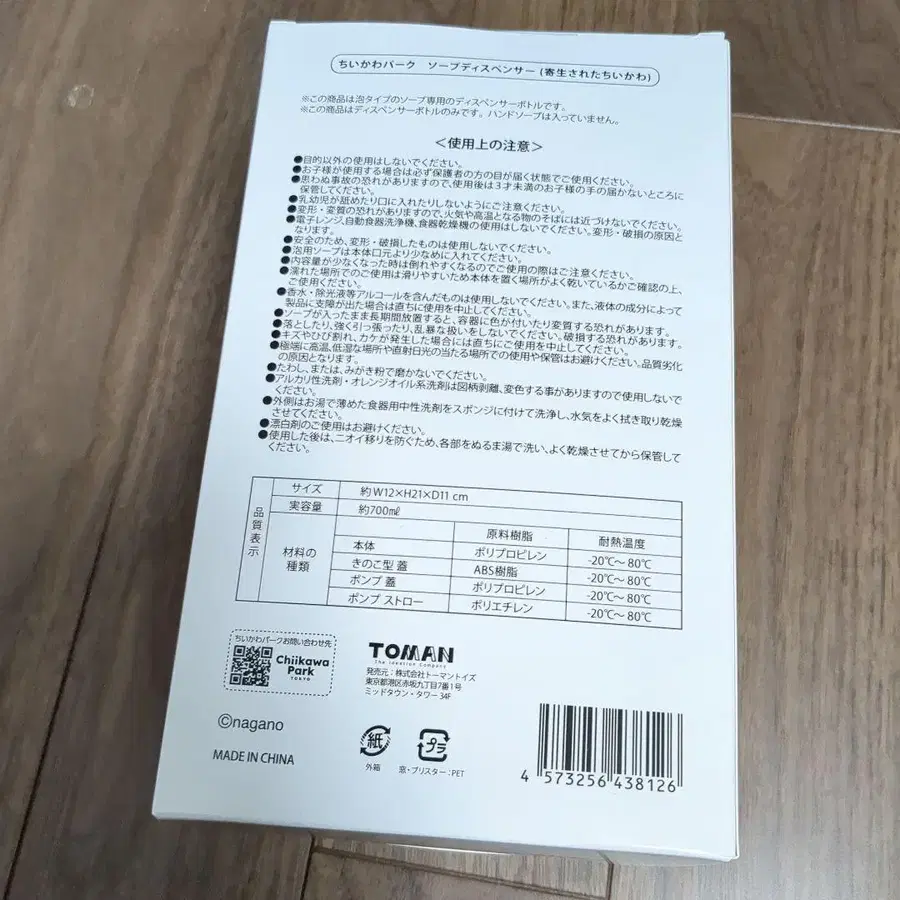 ちいかわパーク ソープディスペンサー (寄生されたちいかわ)
※この商品は泡タイプのソープ専用のディスペンサーボトルです。
※この商品はディスペンサーボトルのみです。ハンドソープは入っていません。
＜使用上の注意＞
●目的以外の使用はしないでください。
●お子様が使用する場合は必ず保護者の方の目が届く状態でご使用ください。
●思わぬ事故の恐れがありますので、使用後は3才未満のお子様の手の届かないところに
保管してください。
●乳幼児が舐めたり口に入れたりしないようにご注意ください。
●変形・変質の恐れがありますので、火気や高温となる物のそばには近づけないでください。
●電子レンジ、自動食器洗浄機、食器乾燥機の使用はしないでください。変形・破損の原因と
なります。
●安全のため、変形・破損したものは使用しないでください。
●泡用ソープは本体口元より少なめに入れてください。
●内容量が少なくなった時は倒れやすくなるのでご使用の際はご注意ください。
●濡れた場所でのご使用は滑りやすいため本体を置く場所がよく乾いているかご確認の上、
ご使用ください。
●香水・除光液等アルコールを含んだものは使用しないでください。また、液体の成分によって
製品に支障が出た場合は直ちに使用を中止してください。
●ソープが入ったまま長期間放置すると、容器に色が付いたり変質する恐れがあります。
●落としたり、強く引っ張ったり、乱暴な扱いをしないでください。破損する恐れがあります。
●キズやひび割れ、カケが発生した場合には直ちにご使用を中止してください。
●極端に高温、低湿な場所や直射日光の当たる場所での使用や保管はお避けください。品質劣化
の原因となります。
●たわし、または、みがき粉で磨かないでください。
●アルカリ性洗剤・オレンジオイル系洗剤は図柄剥離、変色する事がありますので使用しないで
ください。
●外側はお湯で薄めた食器用中性洗剤をスポンジに付けて洗浄し、水気をよく拭き取り乾燥
させてください。
●漂白剤のご使用はお避けください。
●使用した後は、ニオイ移りを防ぐため、各部をぬるま湯で洗い、よく乾燥させてから保管して
ください。
品質表示
サイズ 約W12×H21×D11 cm
実容量 約700㎖
材料の種類 原料樹脂 耐熱温度
本体 ポリプロピレン -20℃～ 80℃
きのこ型 蓋 ABS樹脂 -20℃～ 80℃
ポンプ 蓋 ポリプロピレン -20℃～ 80℃
ポンプ ストロー ポリエチレン -20℃～ 80℃
ちいかわパークお問い合わせ先
Chiikawa
Park
TOKYO
TOMAN
The Ideation Company
発売元：株式会社トーマントイズ
東京都港区赤坂九丁目7番1号
ミッドタウン・タワー 34F
©nagano
MADE IN CHINA
紙
外箱
プラ
窓・ブリスター：PET
4 573256 438126